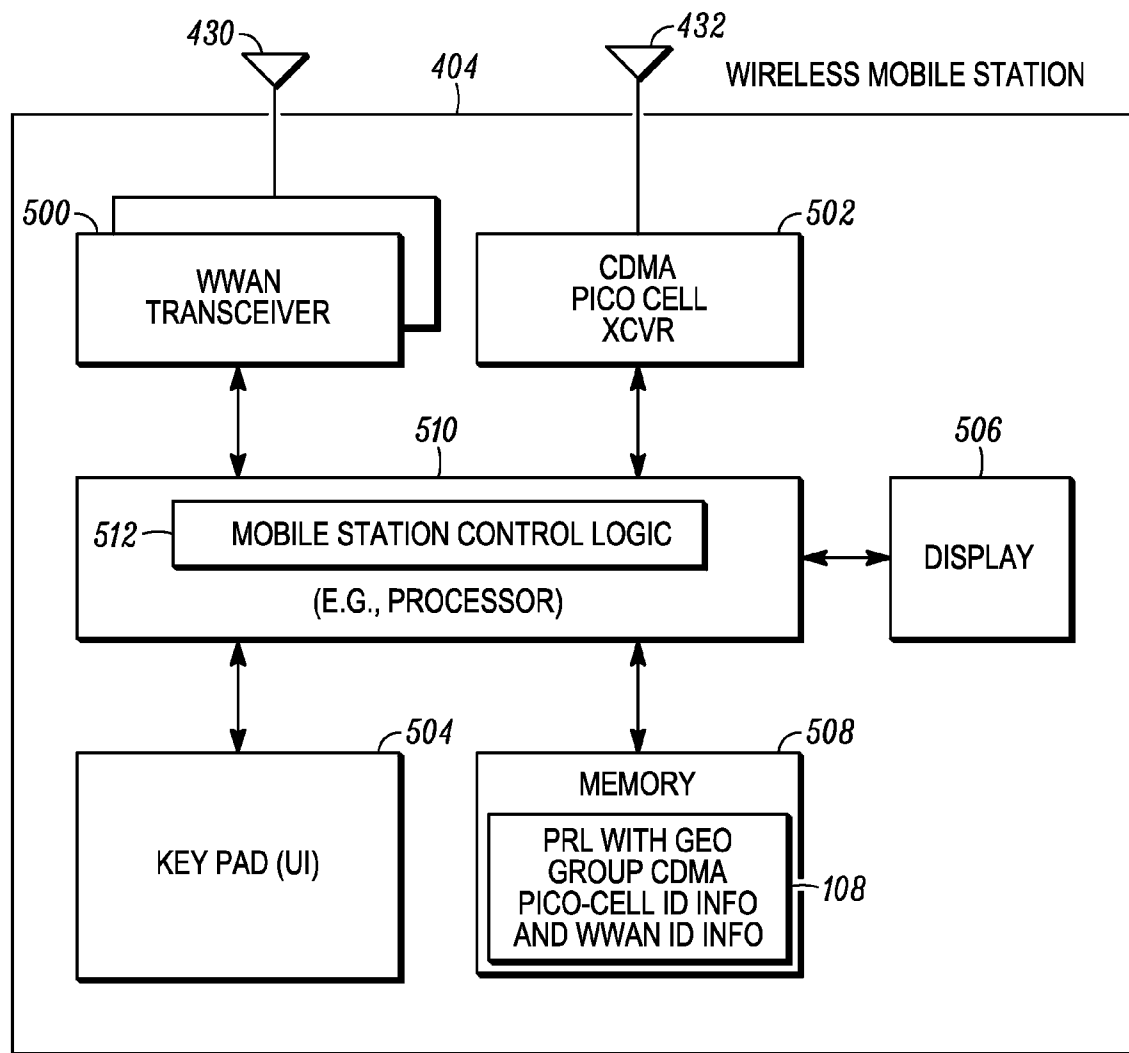 430
432
404
WIRELESS MOBILE STATION
500
WWAN
TRANSCEIVER
502
CDMA
PICO CELL
XCVR
510
506
512
MOBILE STATION CONTROL LOGIC
(E.G., PROCESSOR)
DISPLAY
504
KEY PAD (UI)
508
MEMORY
PRL WITH GEO
GROUP CDMA
PICO-CELL ID INFO
AND WWAN ID INFO
108